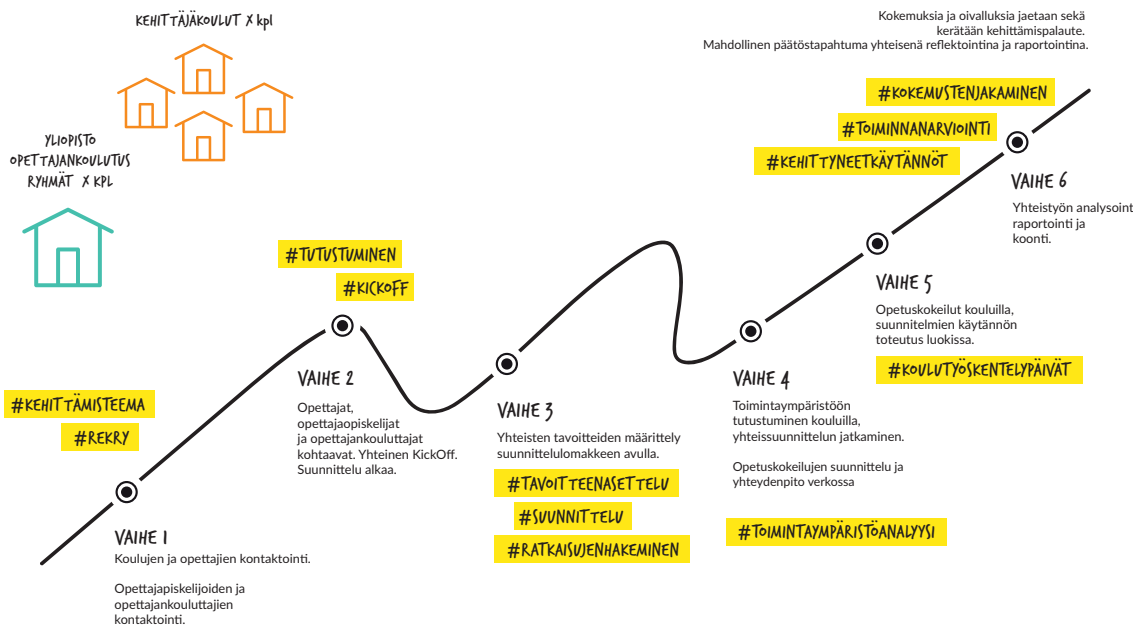 KEHITTÄJÄKOULUT X kpl
YLIOPISTO
OPETTAJANKOULUTUS
RYHMÄT X KPL
#KEHITTÄMISTEEMA
#REKRY
VAIHE 1
Koulujen ja opettajien kontaktointi.
Opettajapiskelijoiden ja
opettajankouluttajien
kontaktointi.
#TUTUSTUMINEN
#KICKOFF
VAIHE 2
Opettajat,
opettajaopiskelijat
ja opettajankouluttajat
kohtaavat. Yhteinen KickOff.
Suunnittelu alkaa.
VAIHE 3
Yhteisten tavoitteiden määrittely
suunnittelulomakkeen avulla.
#TAVOITTEENASETTELU
#SUUNNITTELU
#RATKAISUJENHAKEMINEN
VAIHE 4
Toimintaympäristöön
tutustuminen kouluilla,
yhteissuunnittelun jatkaminen.
Opetuskokeilujen suunnittelu ja
yhteydenpito verkossa
#TOIMINTAYMPÄRISTÖANALYYSI
VAIHE 5
Opetuskokeilut kouluilla,
suunnitelmien käytännön
toteutus luokissa.
#KOULUTYÖSKENTELYPÄIVÄT
Kokemuksia ja oivalluksia jaetaan sekä
kerätään kehittämispalaute.
Mahdollinen päätöstapahtuma yhteisenä reflektointina ja raportointina.
#KOKEMUSTENJAKAMINEN
#TOIMINNANARVIOINTI
#KEHITTYNEETKÄYTÄNNÖT
VAIHE 6
Yhteistyön analysoint
raportointi ja
koonti.